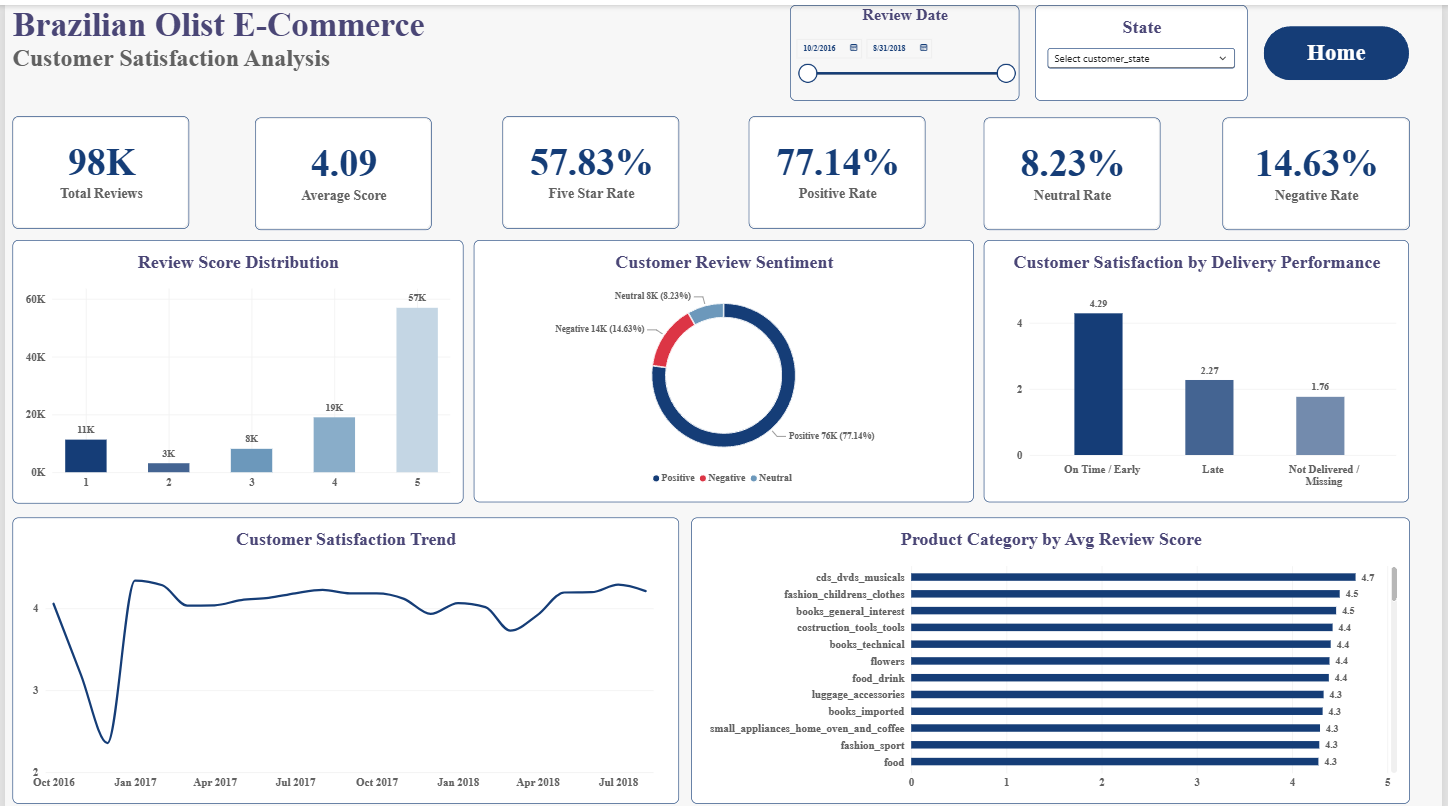 Brazilian Olist E-Commerce
Customer Satisfaction Analysis
Review Date
10/2/2016
8/31/2018
State
Select customer_state
Home
98K
Total Reviews
4.09
Average Score
57.83%
Five Star Rate
77.14%
Positive Rate
8.23%
Neutral Rate
14.63%
Negative Rate
Review Score Distribution
60K
40K
20K
0K
11K
3K
8K
19K
57K
1
2
3
4
5
Customer Review Sentiment
Neutral 8K (8.23%)
Negative 14K (14.63%)
Positive 76K (77.14%)
Positive
Negative
Neutral
Customer Satisfaction by Delivery Performance
4
2
0
4.29
2.27
1.76
On Time / Early
Late
Not Delivered /
Missing
Customer Satisfaction Trend
4
3
2
Oct 2016
Jan 2017
Apr 2017
Jul 2017
Oct 2017
Jan 2018
Apr 2018
Jul 2018
Product Category by Avg Review Score
cds_dvds_musicals 4.7
fashion_childrens_clothes 4.5
books_general_interest 4.5
costruction_tools_tools 4.4
books_technical 4.4
flowers 4.4
food_drink 4.4
luggage_accessories 4.3
books_imported 4.3
small_appliances_home_oven_and_coffee 4.3
fashion_sport 4.3
food 4.3
0
1
2
3
4
5